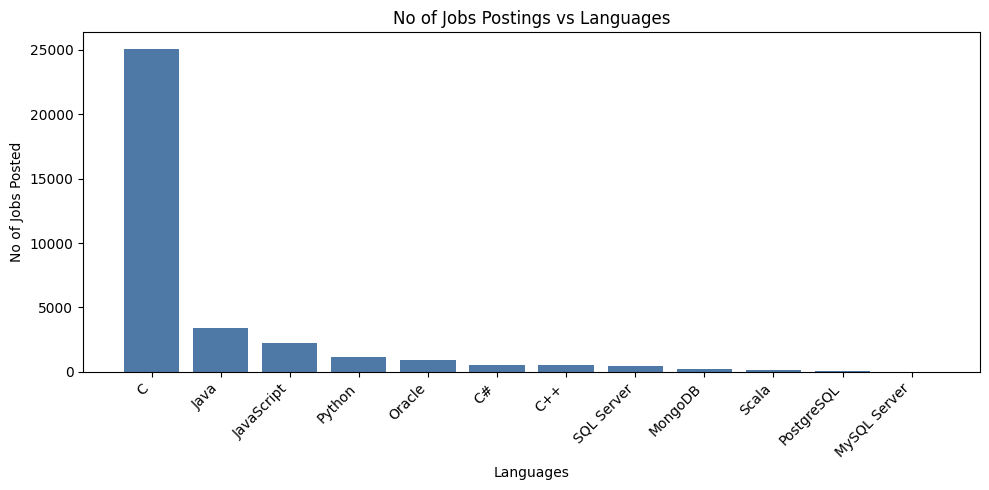 No of Jobs Postings vs Languages
No of Jobs Posted
25000
20000
15000
10000
5000
0
C
Java
JavaScript
Python
Oracle
C#
C++
SQL Server
MongoDB
Scala
PostgreSQL
MySQL Server
Languages